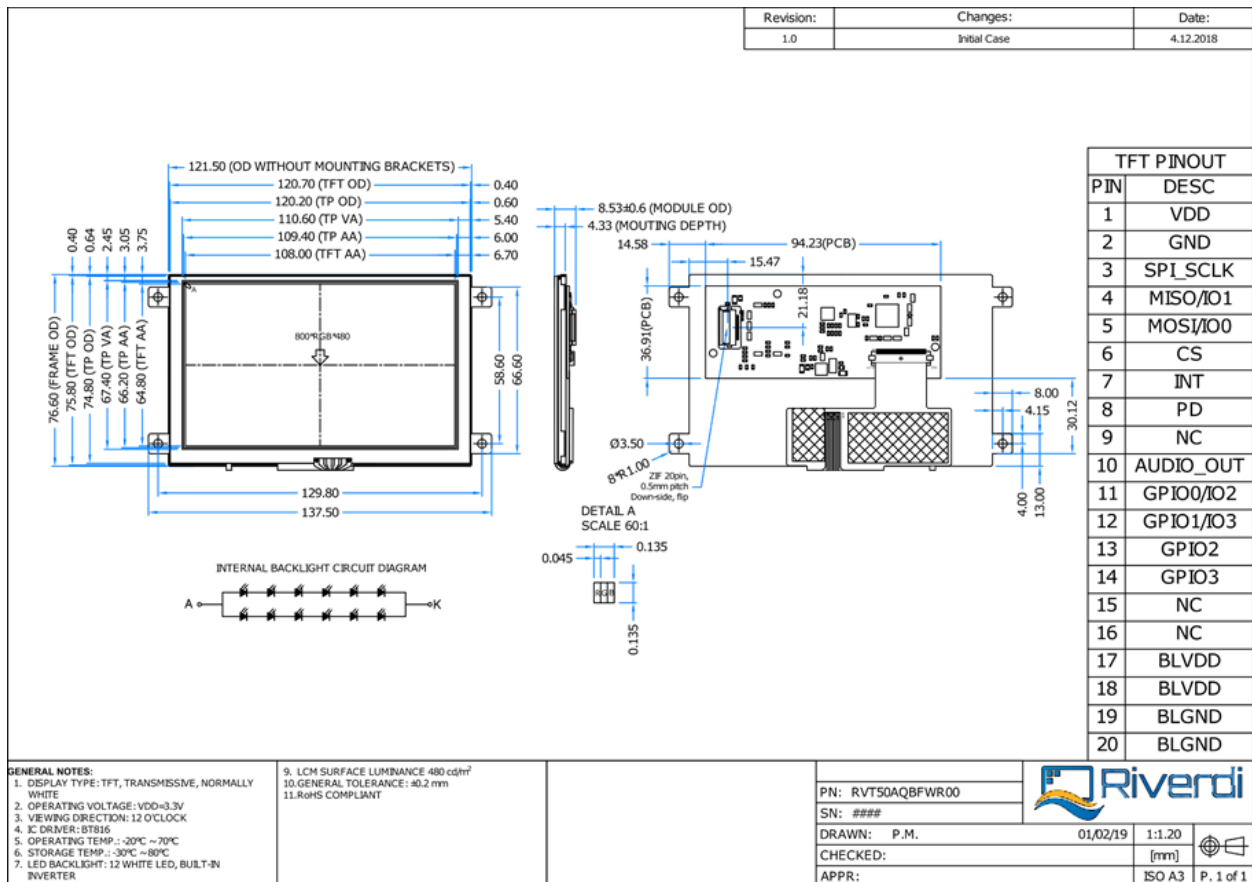 Revision: Changes: Date:
1.0 Initial Case 4.12.2018
121.50 (OD WITHOUT MOUNTING BRACKETS)
120.70 (TFT OD) 0.40
120.20 (TP OD) 0.60
110.60 (TP VA) 5.40
109.40 (TP AA) 6.00
108.00 (TFT AA) 6.70
0.40
0.64
2.45
3.05
3.75
76.60 (FRAME OD)
75.80 (TFT OD)
74.80 (TP OD)
67.40 (TP VA)
66.20 (TP AA)
64.80 (TFT AA)
A
800*RGB*480
58.60
66.60
129.80
137.50
8.53±0.6 (MODULE OD)
4.33 (MOUTING DEPTH)
14.58 94.23(PCB)
15.47
21.18
36.91(PCB)
8.00
4.15
30.12
4.00
13.00
Ø3.50
8*R1.00
ZIF 20pin,
0.5mm pitch
Down-side, flip
DETAIL A
SCALE 60:1
0.135
0.045
R G B
0.135
INTERNAL BACKLIGHT CIRCUIT DIAGRAM
A K
TFT PINOUT
PIN DESC
1 VDD
2 GND
3 SPI_SCLK
4 MISO/IO1
5 MOSI/IO0
6 CS
7 INT
8 PD
9 NC
10 AUDIO_OUT
11 GPIO0/IO2
12 GPIO1/IO3
13 GPIO2
14 GPIO3
15 NC
16 NC
17 BLVDD
18 BLVDD
19 BLGND
20 BLGND
GENERAL NOTES:
1. DISPLAY TYPE: TFT, TRANSMISSIVE, NORMALLY
WHITE
2. OPERATING VOLTAGE: VDD=3.3V
3. VIEWING DIRECTION: 12 O'CLOCK
4. IC DRIVER: BT816
5. OPERATING TEMP.: -20°C ~ 70°C
6. STORAGE TEMP.: -30°C ~ 80°C
7. LED BACKLIGHT: 12 WHITE LED, BUILT-IN
INVERTER
9. LCM SURFACE LUMINANCE 480 cd/m²
10. GENERAL TOLERANCE: ±0.2 mm
11. RoHS COMPLIANT
Riverdi
PN: RVT50AQBFWR00
SN: ####
DRAWN: P.M. 01/02/19 1:1.20
CHECKED: [mm]
APPR: ISO A3 P. 1 of 1